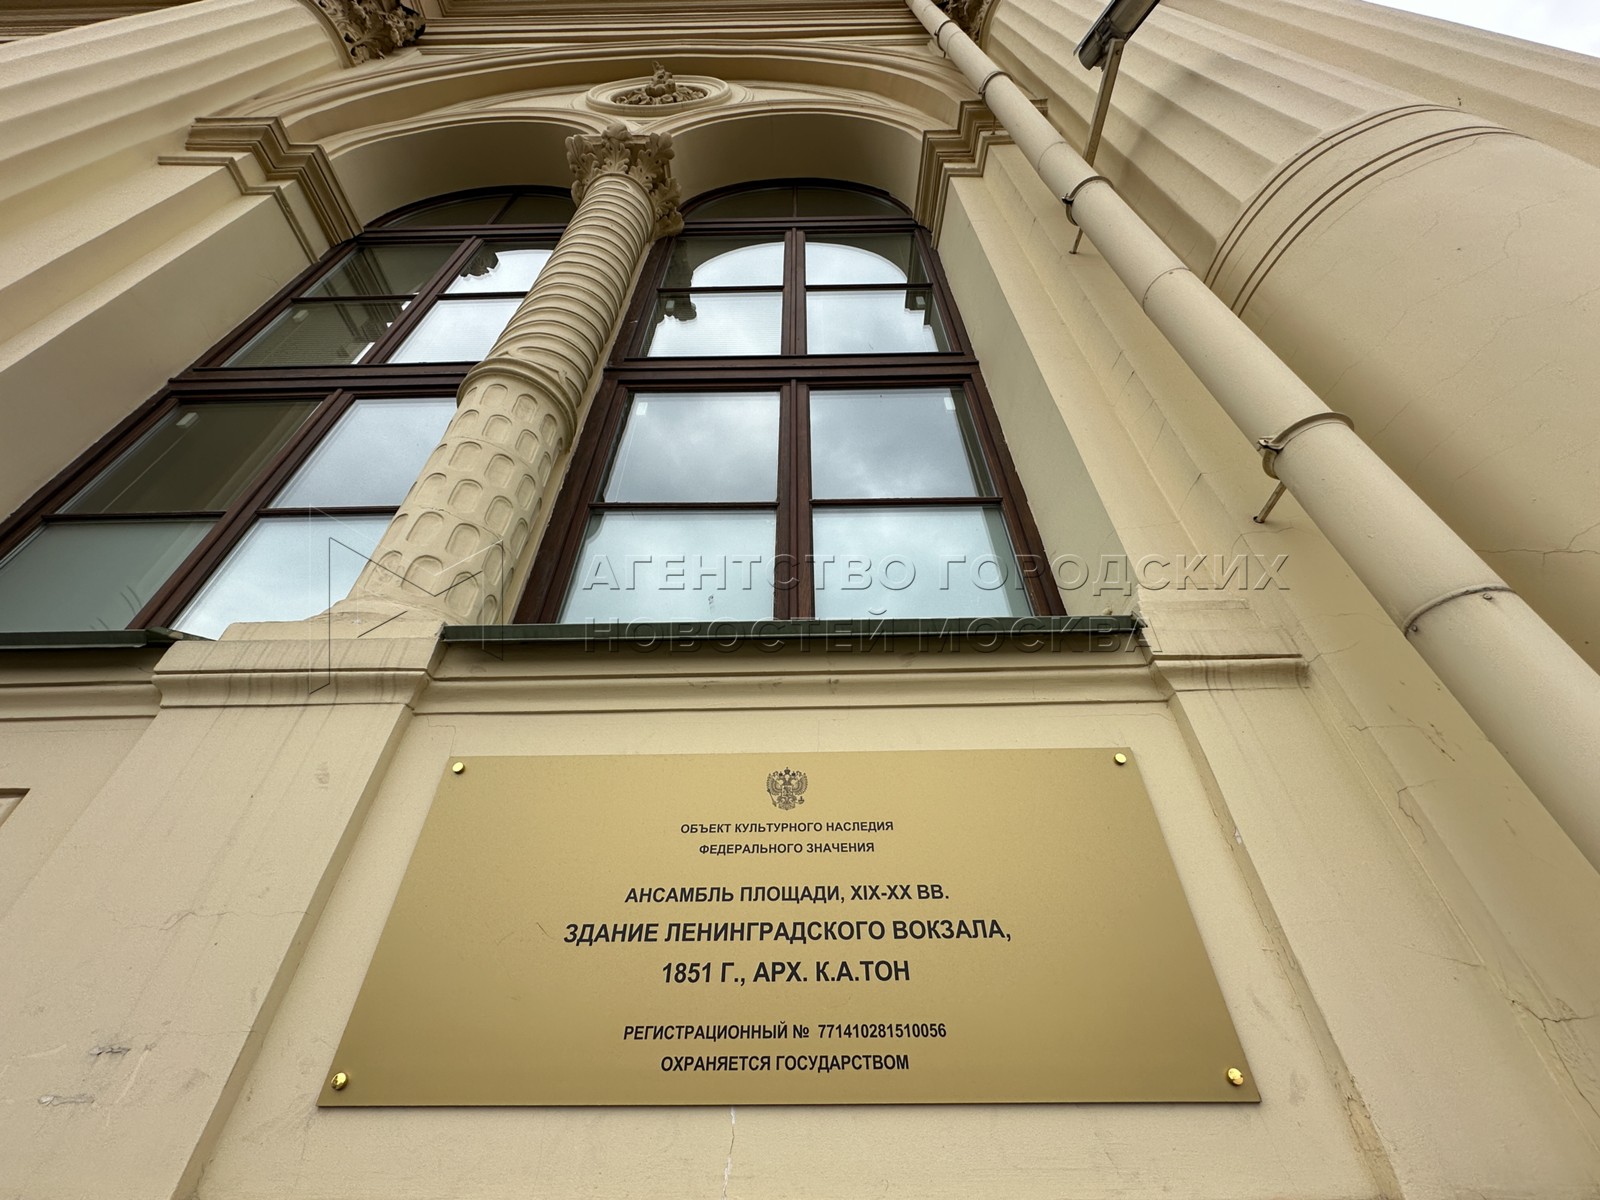 АГЕНТСТВО ГОРОДСКИХ
НОВОСТЕЙ МОСКВА
ОБЪЕКТ КУЛЬТУРНОГО НАСЛЕДИЯ
ФЕДЕРАЛЬНОГО ЗНАЧЕНИЯ
АНСАМБЛЬ ПЛОЩАДИ, XIX-XX ВВ.
ЗДАНИЕ ЛЕНИНГРАДСКОГО ВОКЗАЛА,
1851 Г., АРХ. К.А.ТОН
РЕГИСТРАЦИОННЫЙ № 771410281510056
ОХРАНЯЕТСЯ ГОСУДАРСТВОМ